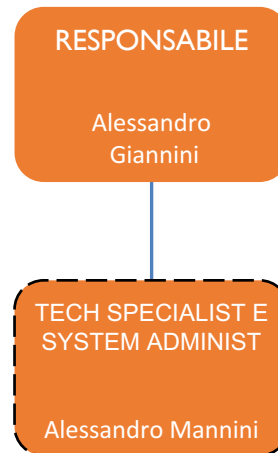 RESPONSABILE
Alessandro
Giannini
TECH SPECIALIST E
SYSTEM ADMINIST
Alessandro Mannini